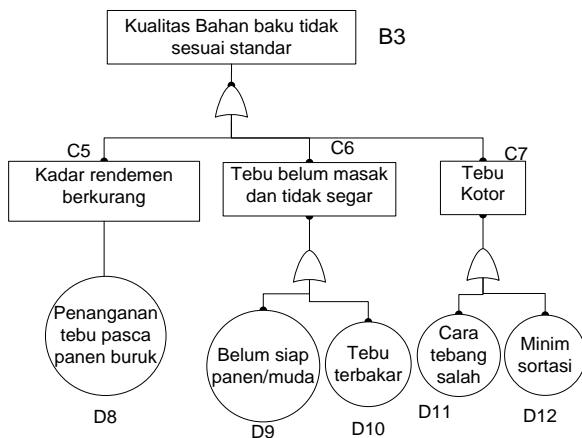 Kualitas Bahan baku tidak
sesuai standar
B3
C5
C6
C7
Kadar rendemen
berkurang
Tebu belum masak
dan tidak segar
Tebu
Kotor
Penanganan
tebu pasca
panen buruk
Belum siap
panen/muda
Tebu
terbakar
Cara
tebang
salah
Minim
sortasi
D8
D9
D10
D11
D12